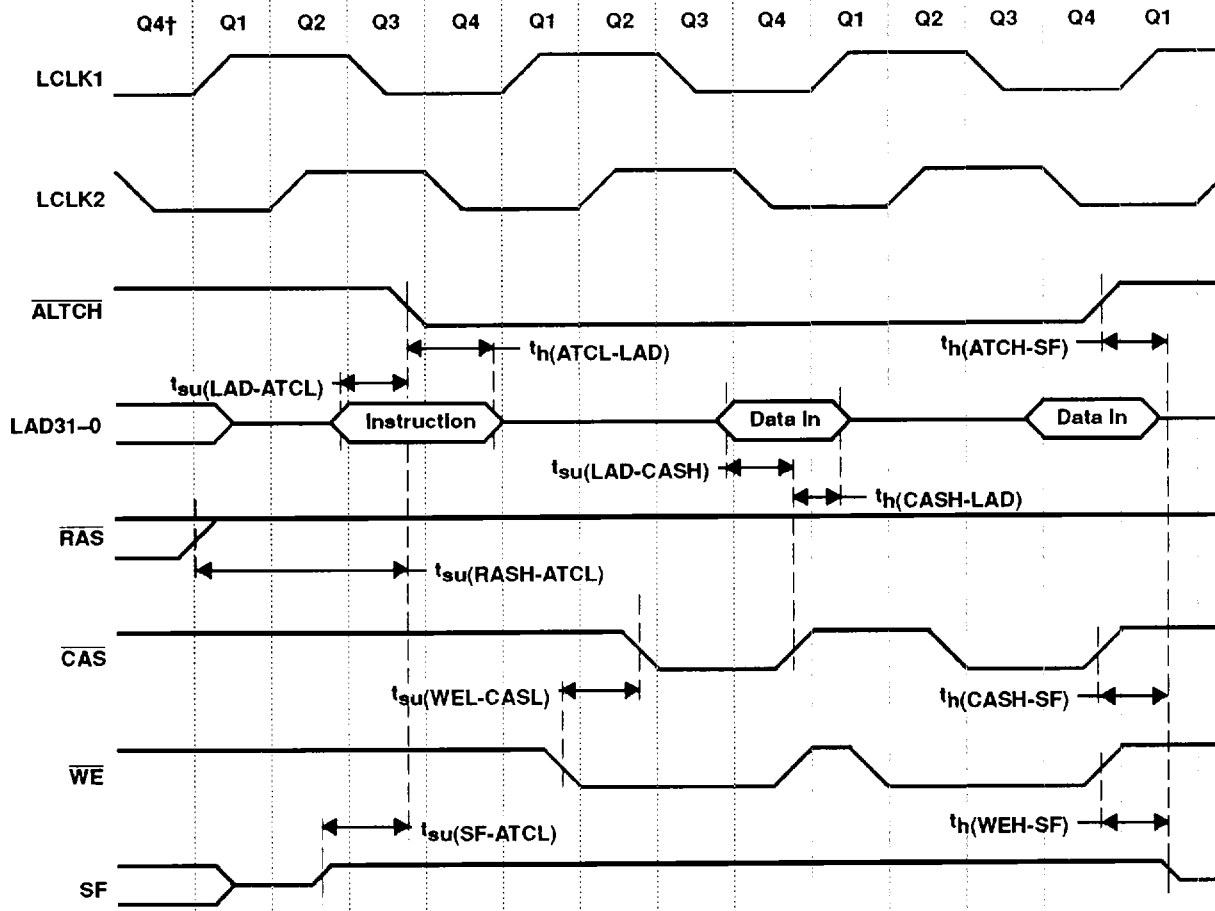 Q4† Q1 Q2 Q3 Q4 Q1 Q2 Q3 Q4 Q1 Q2 Q3 Q4 Q1
LCLK1
LCLK2
ALTCH
th(ATCL-LAD)
th(ATCH-SF)
tsu(LAD-ATCL)
LAD31–0
Instruction
Data In
Data In
tsu(LAD-CASH)
th(CASH-LAD)
RAS
tsu(RASH-ATCL)
CAS
tsu(WEL-CASL)
th(CASH-SF)
WE
tsu(SF-ATCL)
th(WEH-SF)
SF